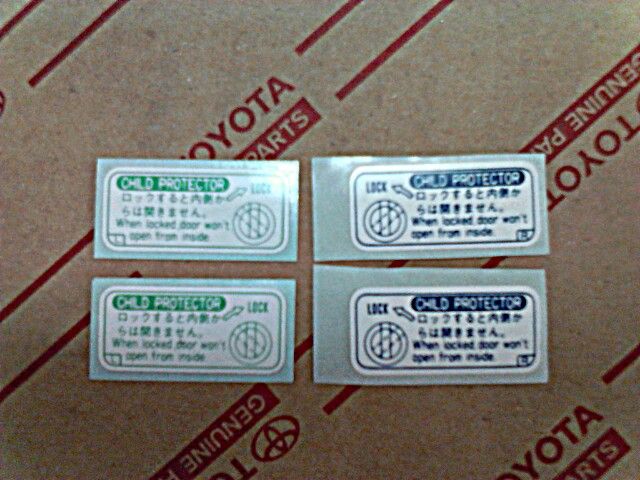 TOYOTA
GENUINE PARTS
TOYOTA
PARTS
CHILD PROTECTOR
LOCK
ロックすると内側か
らは開きません。
When locked door won't
open from inside.
LOCK
CHILD PROTECTOR
ロックすると内側か
らは開きません。
When locked door won't
open from inside.
CHILD PROTECTOR
LOCK
ロックすると内側か
らは開きません。
When locked door won't
open from inside
LOCK
CHILD PROTECTOR
ロックすると内側か
らは開きません。
When locked door won't
open from inside.
GENUINE
TOYOTA
PARTS